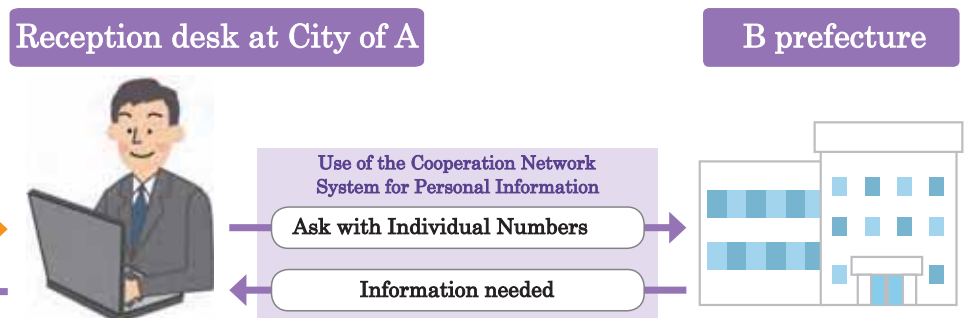 Reception desk at City of A
B prefecture
Use of the Cooperation Network
System for Personal Information
Ask with Individual Numbers
Information needed